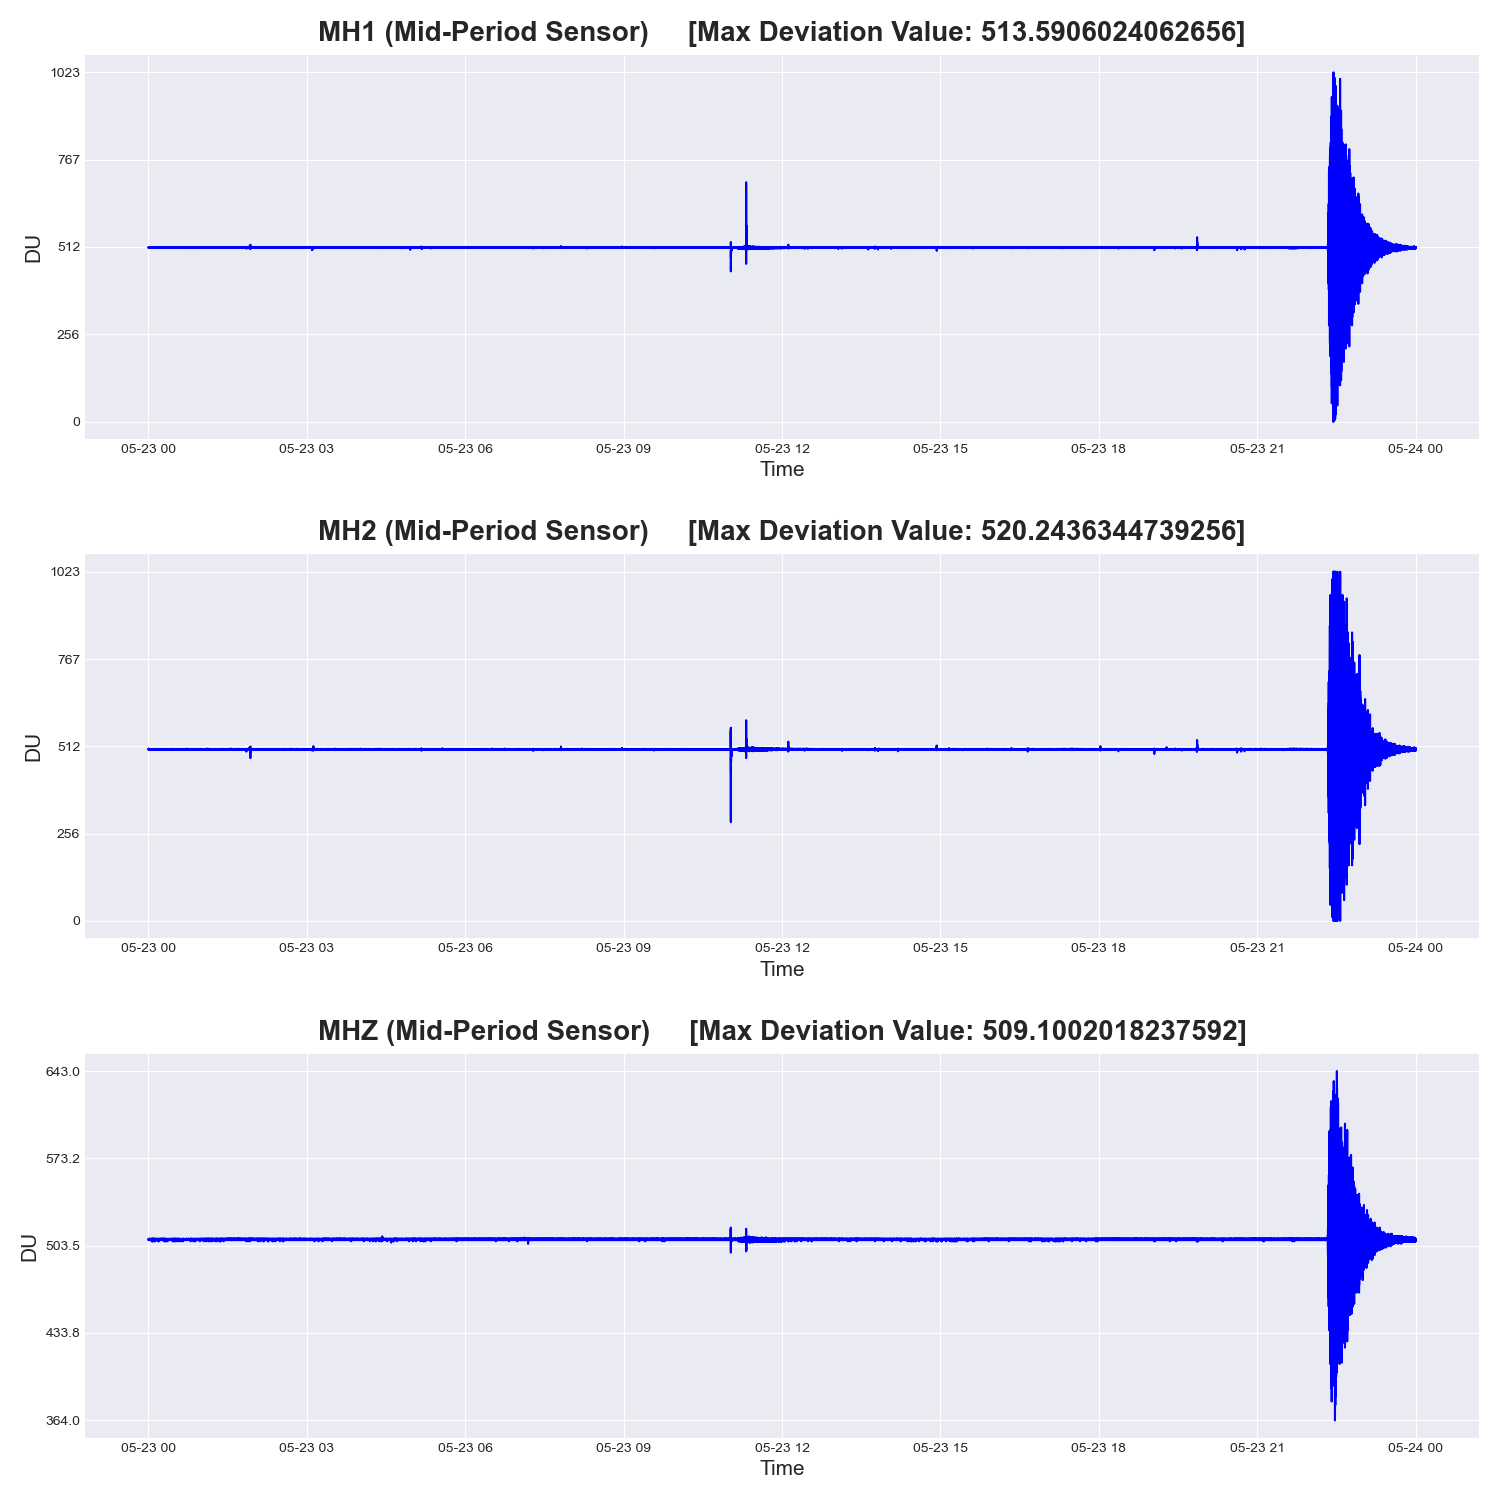 MH1 (Mid-Period Sensor) [Max Deviation Value: 513.5906024062656]
1023
767
512
256
0
DU
05-23 00 05-23 03 05-23 06 05-23 09 05-23 12 05-23 15 05-23 18 05-23 21 05-24 00
Time
MH2 (Mid-Period Sensor) [Max Deviation Value: 520.2436344739256]
1023
767
512
256
0
DU
05-23 00 05-23 03 05-23 06 05-23 09 05-23 12 05-23 15 05-23 18 05-23 21 05-24 00
Time
MHZ (Mid-Period Sensor) [Max Deviation Value: 509.1002018237592]
643.0
573.2
503.5
433.8
364.0
DU
05-23 00 05-23 03 05-23 06 05-23 09 05-23 12 05-23 15 05-23 18 05-23 21 05-24 00
Time